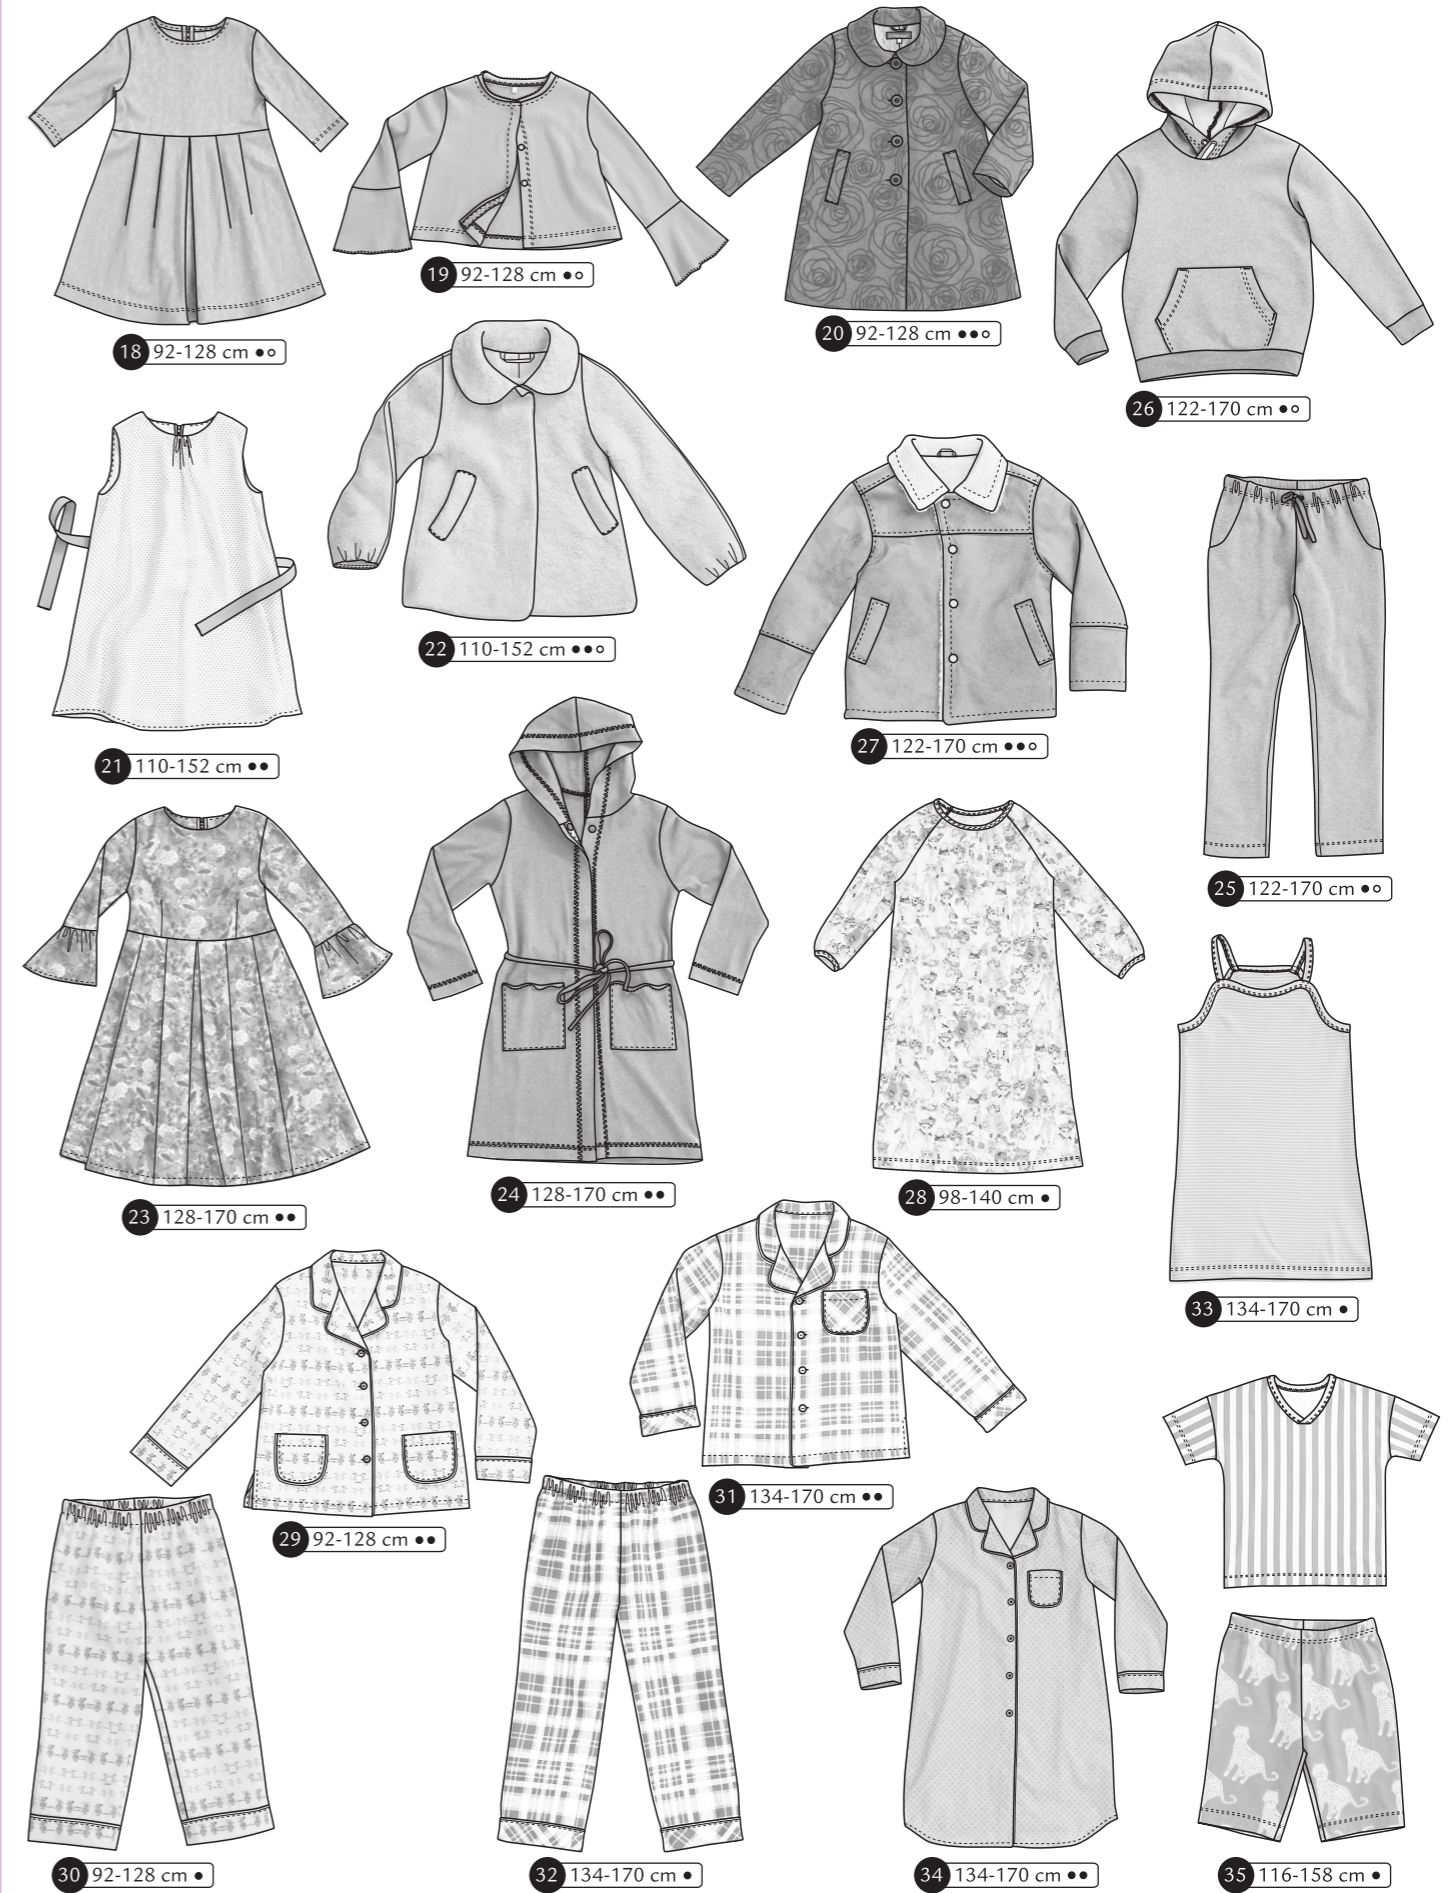 18 92-128 cm ●○
19 92-128 cm ●○
20 92-128 cm ●●○
26 122-170 cm ●○
21 110-152 cm ●●
22 110-152 cm ●●○
27 122-170 cm ●●○
25 122-170 cm ●○
23 128-170 cm ●●
24 128-170 cm ●●
28 98-140 cm ●
33 134-170 cm ●
29 92-128 cm ●●
31 134-170 cm ●●
30 92-128 cm ●
32 134-170 cm ●
34 134-170 cm ●●
35 116-158 cm ●